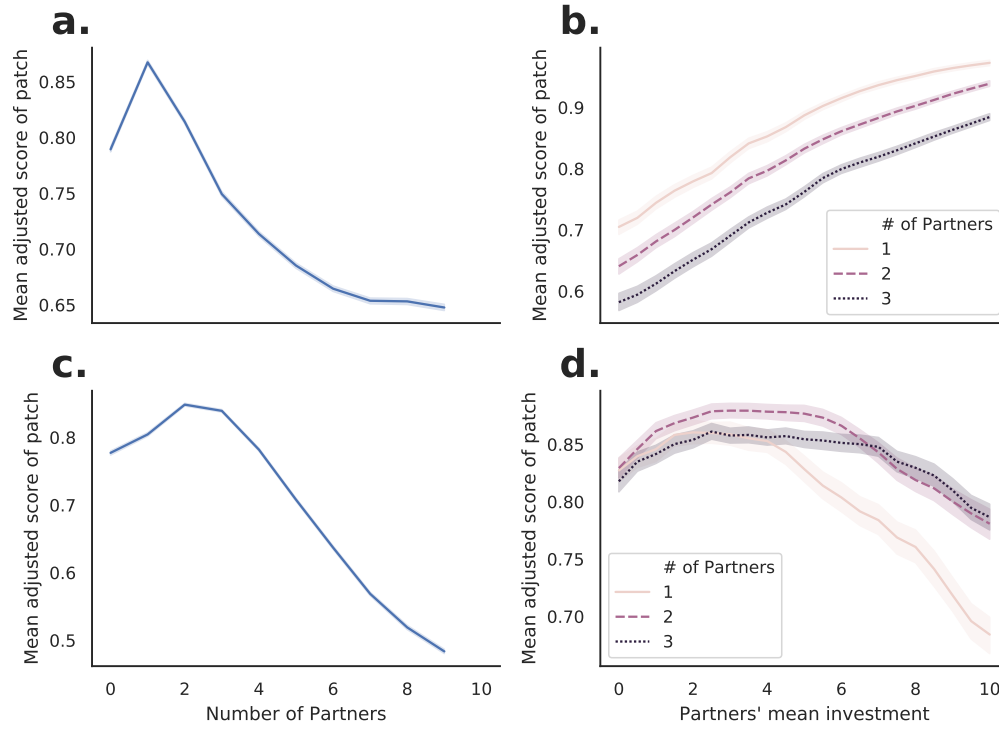 a.
Mean adjusted score of patch
0.85
0.80
0.75
0.70
0.65
b.
Mean adjusted score of patch
0.9
0.8
0.7
0.6
# of Partners
1
2
3
c.
Mean adjusted score of patch
0.8
0.7
0.6
0.5
0 2 4 6 8 10
Number of Partners
d.
Mean adjusted score of patch
0.85
0.80
0.75
0.70
# of Partners
1
2
3
0 2 4 6 8 10
Partners' mean investment